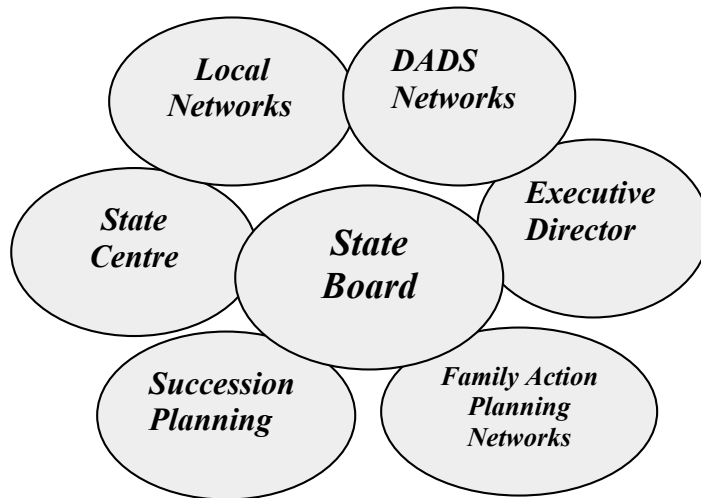 Local
Networks
DADS
Networks
Executive
Director
State
Centre
State
Board
Succession
Planning
Family Action
Planning
Networks